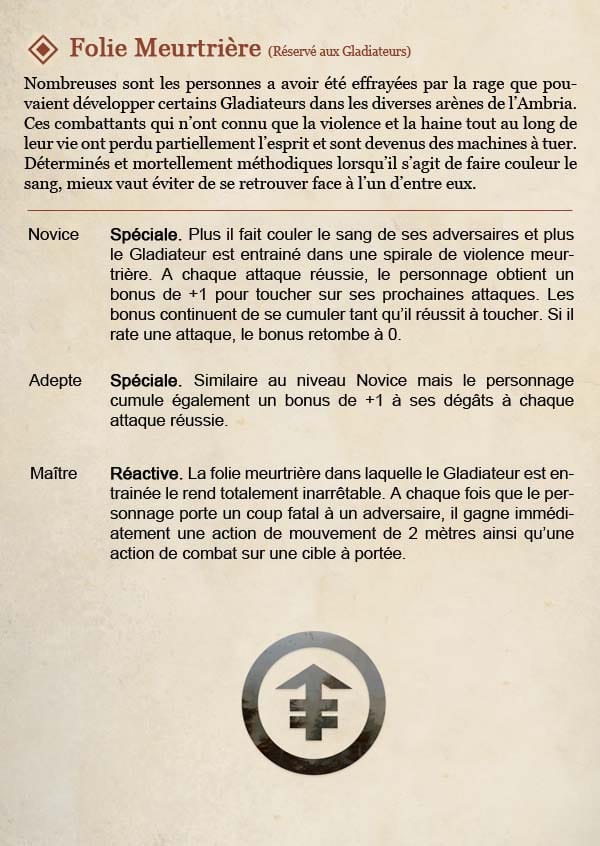 Folie Meurtrière (Réservé aux Gladiateurs)
Nombreuses sont les personnes a avoir été effrayées par la rage que pou-
vaient développer certains Gladiateurs dans les diverses arènes de l’Ambria.
Ces combattants qui n’ont connu que la violence et la haine tout au long de
leur vie ont perdu partiellement l’esprit et sont devenus des machines à tuer.
Déterminés et mortellement méthodiques lorsqu’il s’agit de faire couleur le
sang, mieux vaut éviter de se retrouver face à l’un d’entre eux.
Novice Spéciale. Plus il fait couler le sang de ses adversaires et plus
le Gladiateur est entrainé dans une spirale de violence meur-
trière. A chaque attaque réussie, le personnage obtient un
bonus de +1 pour toucher sur ses prochaines attaques. Les
bonus continuent de se cumuler tant qu’il réussit à toucher. Si il
rate une attaque, le bonus retombe à 0.
Adepte Spéciale. Similaire au niveau Novice mais le personnage
cumule également un bonus de +1 à ses dégâts à chaque
attaque réussie.
Maître Réactive. La folie meurtrière dans laquelle le Gladiateur est en-
trainée le rend totalement inarrêtable. A chaque fois que le per-
sonnage porte un coup fatal à un adversaire, il gagne immédi-
atement une action de mouvement de 2 mètres ainsi qu’une
action de combat sur une cible à portée.